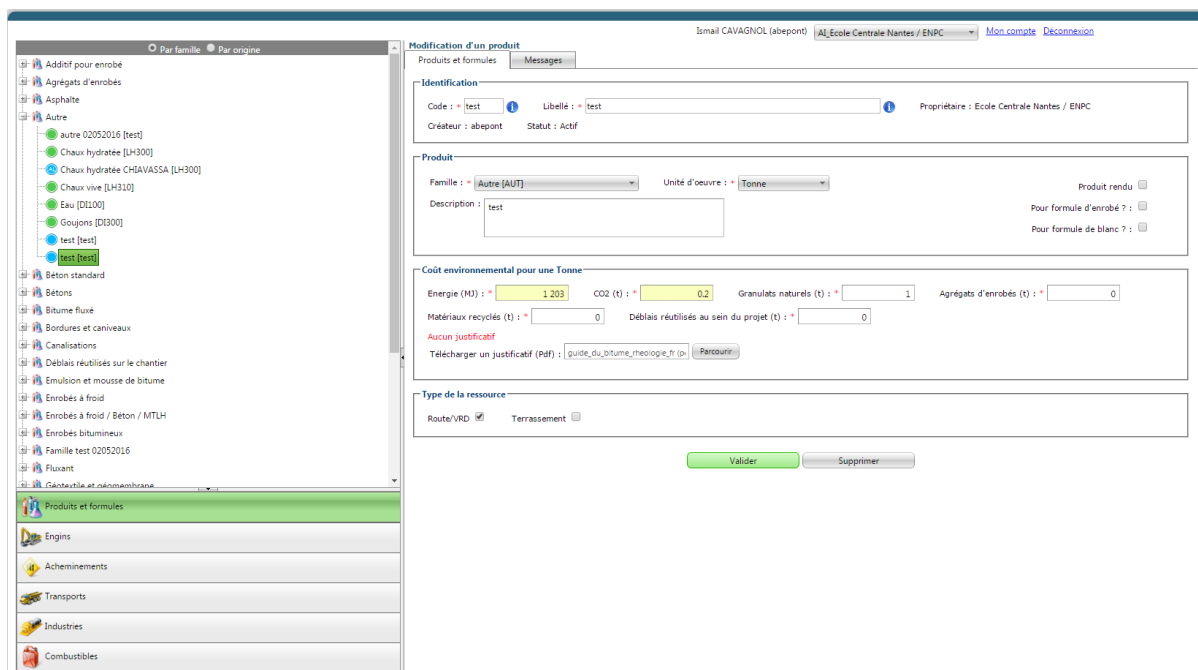 Ismail CAVAGNOL (abepont) AI_Ecole Centrale Nantes / ENPC Mon compte Déconnexion
Par famille Par origine
Additif pour enrobé
Agrégats d'enrobés
Asphalte
Autre
autre 02052016 [test]
Chaux hydratée [LH300]
Chaux hydratée CHIAVASSA [LH300]
Chaux vive [LH310]
Eau [DI100]
Goujons [DI300]
test [test]
test [test]
Béton standard
Bétons
Bitume fluxé
Bordures et caniveaux
Canalisations
Déblais réutilisés sur le chantier
Emulsion et mousse de bitume
Enrobés à froid
Enrobés à froid / Béton / MTLH
Enrobés bitumineux
Famille test 02052016
Fluxant
Géotextile et géomembrane
Produits et formules
Engins
Acheminements
Transports
Industries
Combustibles
Modification d'un produit
Produits et formules Messages
Identification
Code : * test Libellé : * test Propriétaire : Ecole Centrale Nantes / ENPC
Créateur : abepont Statut : Actif
Produit
Famille : * Autre [AUT] Unité d'oeuvre : * Tonne Produit rendu
Description : test Pour formule d'enrobé ? :
Pour formule de blanc ? :
Coût environnemental pour une Tonne
Energie (MJ) : * 1 203 CO2 (t) : * 0.2 Granulats naturels (t) : * 1 Agrégats d'enrobés (t) : * 0
Matériaux recyclés (t) : * 0 Déblais réutilisés au sein du projet (t) : * 0
Aucun justificatif
Télécharger un justificatif (Pdf) : guide_du_bitume_rheologie_fr (p Parcourir
Type de la ressource
Route/VRD Terrassement
Valider Supprimer